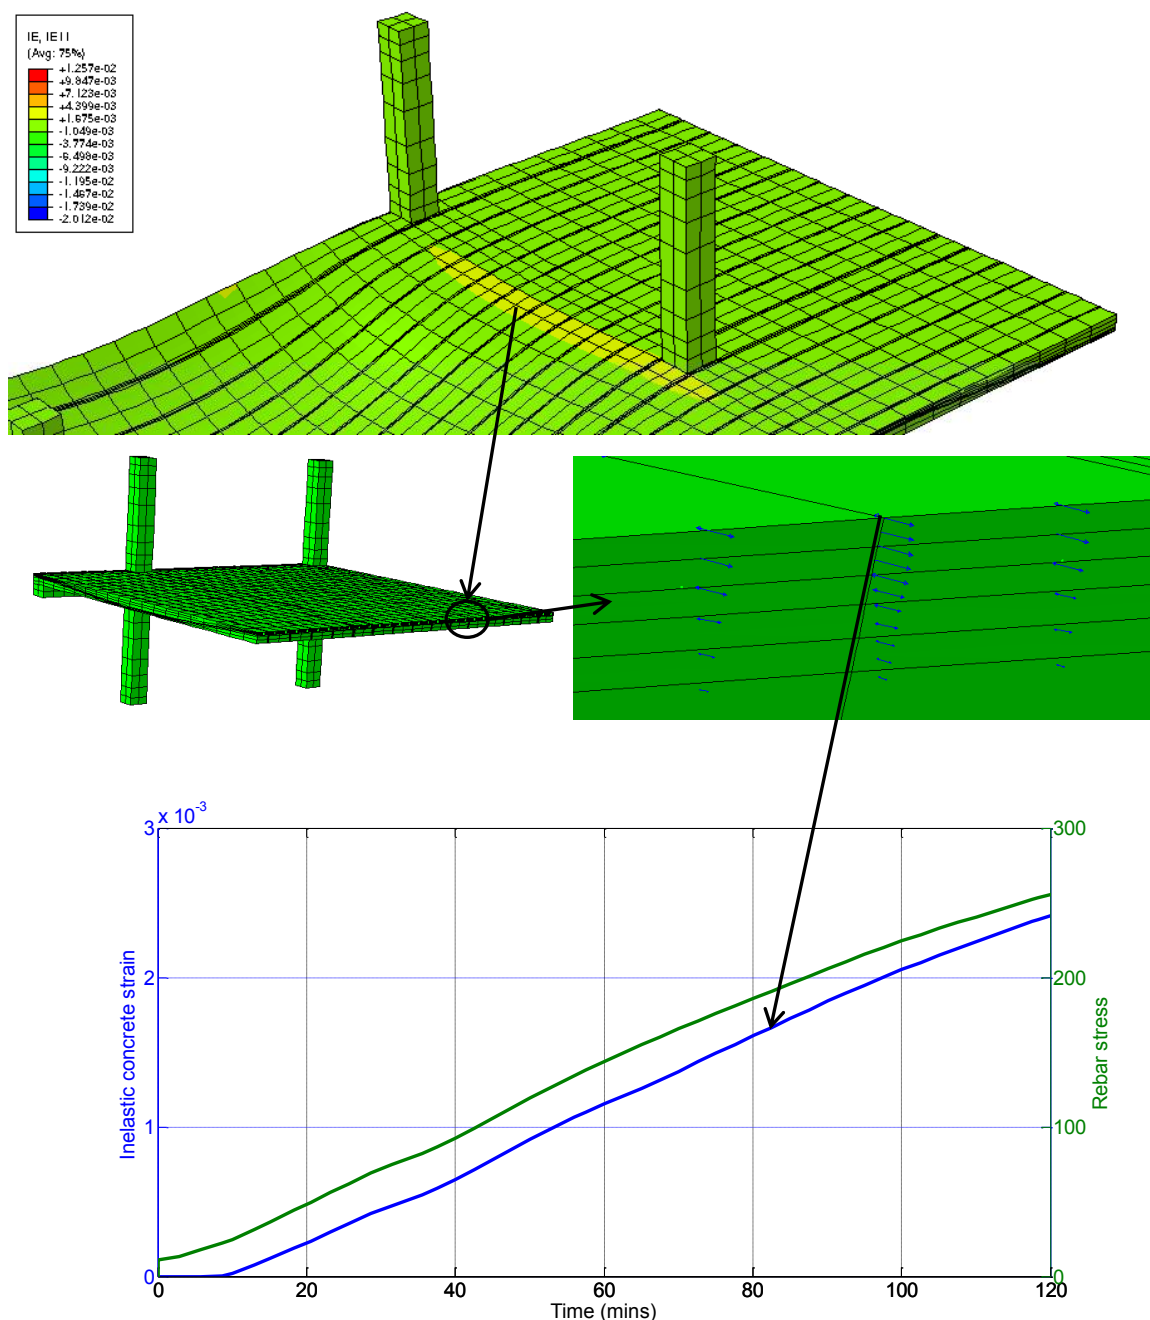 IE, IE11
(Avg: 75%)
+1.257e-02
+9.847e-03
+7.123e-03
+4.399e-03
+1.675e-03
-1.049e-03
-3.774e-03
-6.498e-03
-9.222e-03
-1.195e-02
-1.467e-02
-1.739e-02
-2.012e-02
3 x 10-3
2
1
0
Inelastic concrete strain
300
200
100
0
Rebar stress
0 20 40 60 80 100 120
Time (mins)